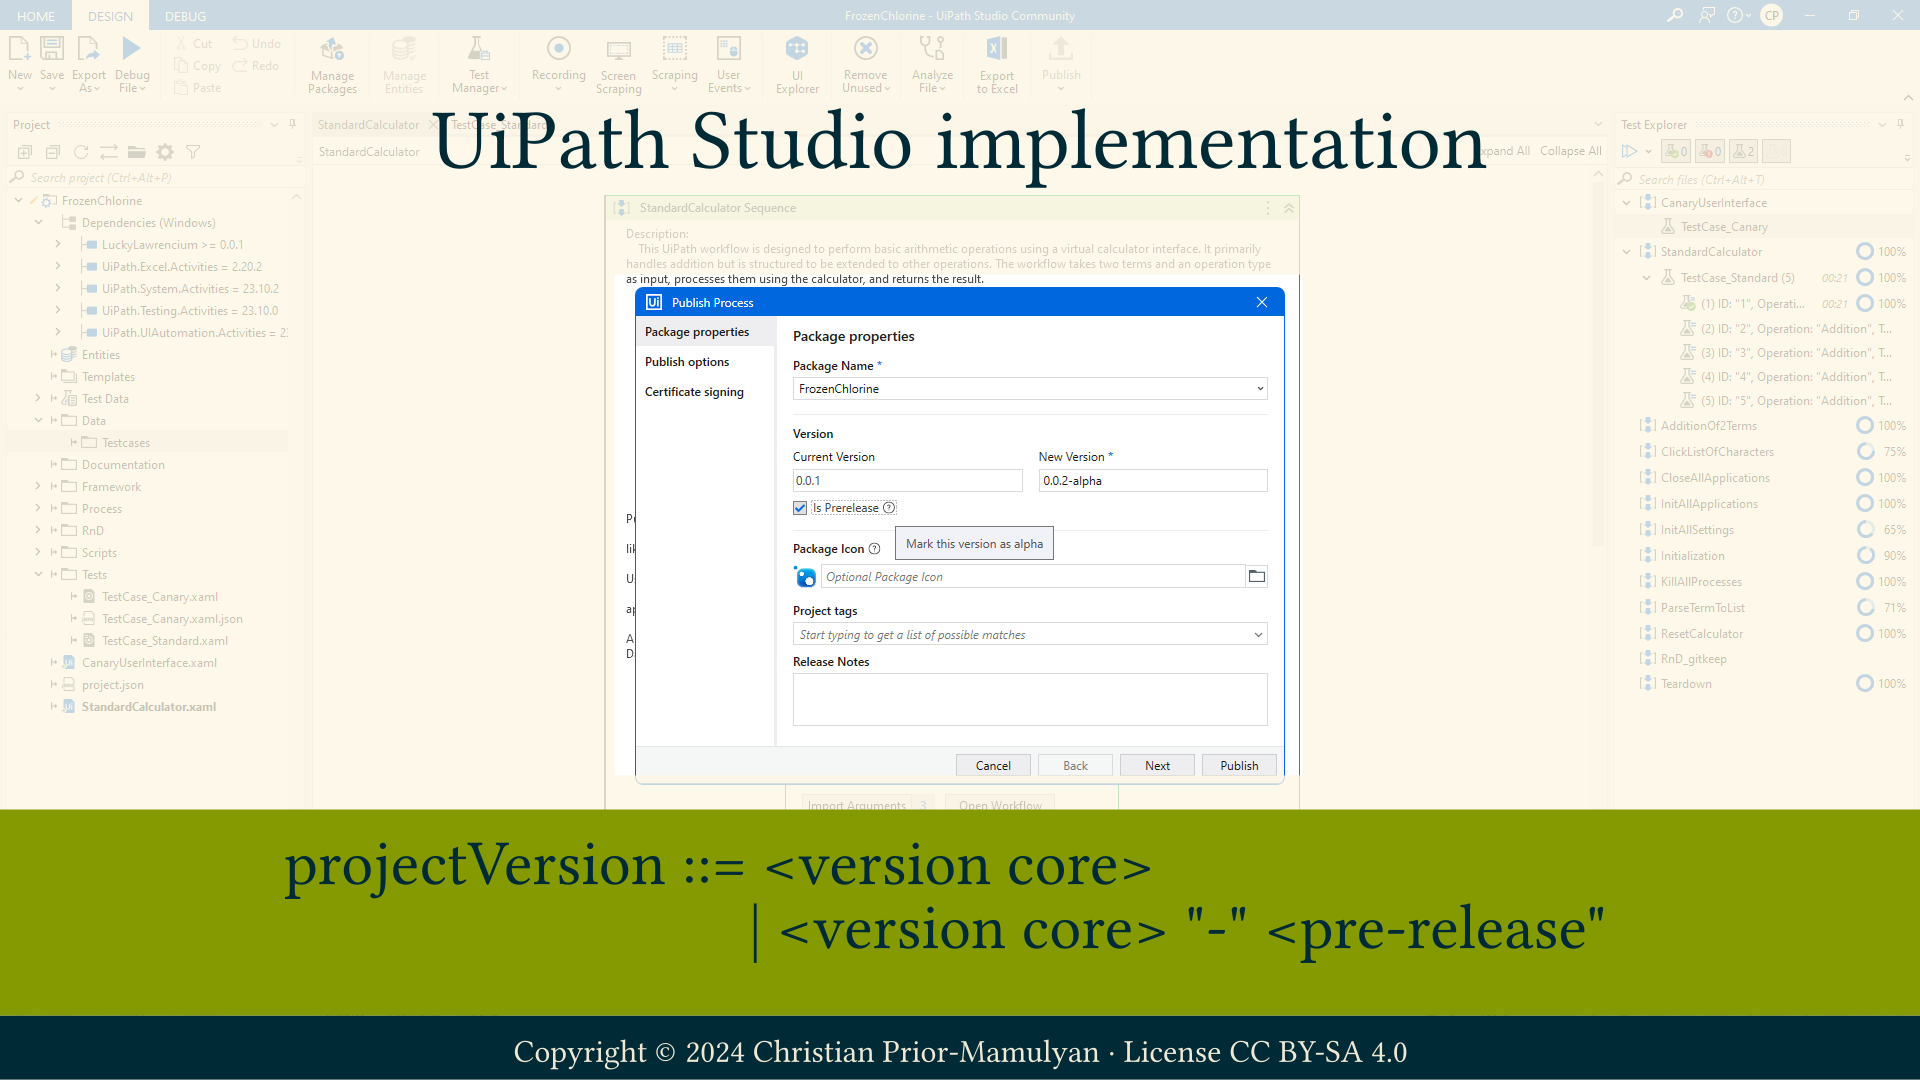 HOME DESIGN DEBUG FrozenChlorine - UiPath Studio Community CP
New Save Export As Debug File Cut Copy Paste Undo Redo Manage Packages Manage Entities Test Manager Recording Screen Scraping Scraping User Events UI Explorer Remove Unused Analyze File Export to Excel Publish
UiPath Studio implementation
Project
Search project (Ctrl+Alt+P)
FrozenChlorine
Dependencies (Windows)
LuckyLawrencium >= 0.0.1
UiPath.Excel.Activities = 2.20.2
UiPath.System.Activities = 23.10.2
UiPath.Testing.Activities = 23.10.0
UiPath.UIAutomation.Activities = 2
Entities
Templates
Test Data
Data
Testcases
Documentation
Framework
Process
RnD
Scripts
Tests
TestCase_Canary.xaml
TestCase_Canary.xaml.json
TestCase_Standard.xaml
CanaryUserInterface.xaml
project.json
StandardCalculator.xaml
StandardCalculator TestCase_Standard
StandardCalculator Expand All Collapse All
StandardCalculator Sequence
Description:
This UiPath workflow is designed to perform basic arithmetic operations using a virtual calculator interface. It primarily
handles addition but is structured to be extended to other operations. The workflow takes two terms and an operation type
as input, processes them using the calculator, and returns the result.
Publish Process
Package properties
Publish options
Certificate signing
Package properties
Package Name *
FrozenChlorine
Version
Current Version New Version *
0.0.1 0.0.2-alpha
Is Prerelease
Mark this version as alpha
Package Icon
Optional Package Icon
Project tags
Start typing to get a list of possible matches
Release Notes
Cancel Back Next Publish
Import Arguments 3 Open Workflow
Test Explorer
0 0 2
Search files (Ctrl+Alt+T)
CanaryUserInterface
TestCase_Canary
StandardCalculator 100%
TestCase_Standard (5) 00:21 100%
(1) ID: "1", Operati... 00:21 100%
(2) ID: "2", Operation: "Addition", T...
(3) ID: "3", Operation: "Addition", T...
(4) ID: "4", Operation: "Addition", T...
(5) ID: "5", Operation: "Addition", T...
AdditionOf2Terms 100%
ClickListOfCharacters 75%
CloseAllApplications 100%
InitAllApplications 100%
InitAllSettings 65%
Initialization 90%
KillAllProcesses 100%
ParseTermToList 71%
ResetCalculator 100%
RnD_gitkeep
Teardown 100%
projectVersion ::= <version core>
| <version core> "-" <pre-release"
Copyright © 2024 Christian Prior-Mamulyan · License CC BY-SA 4.0